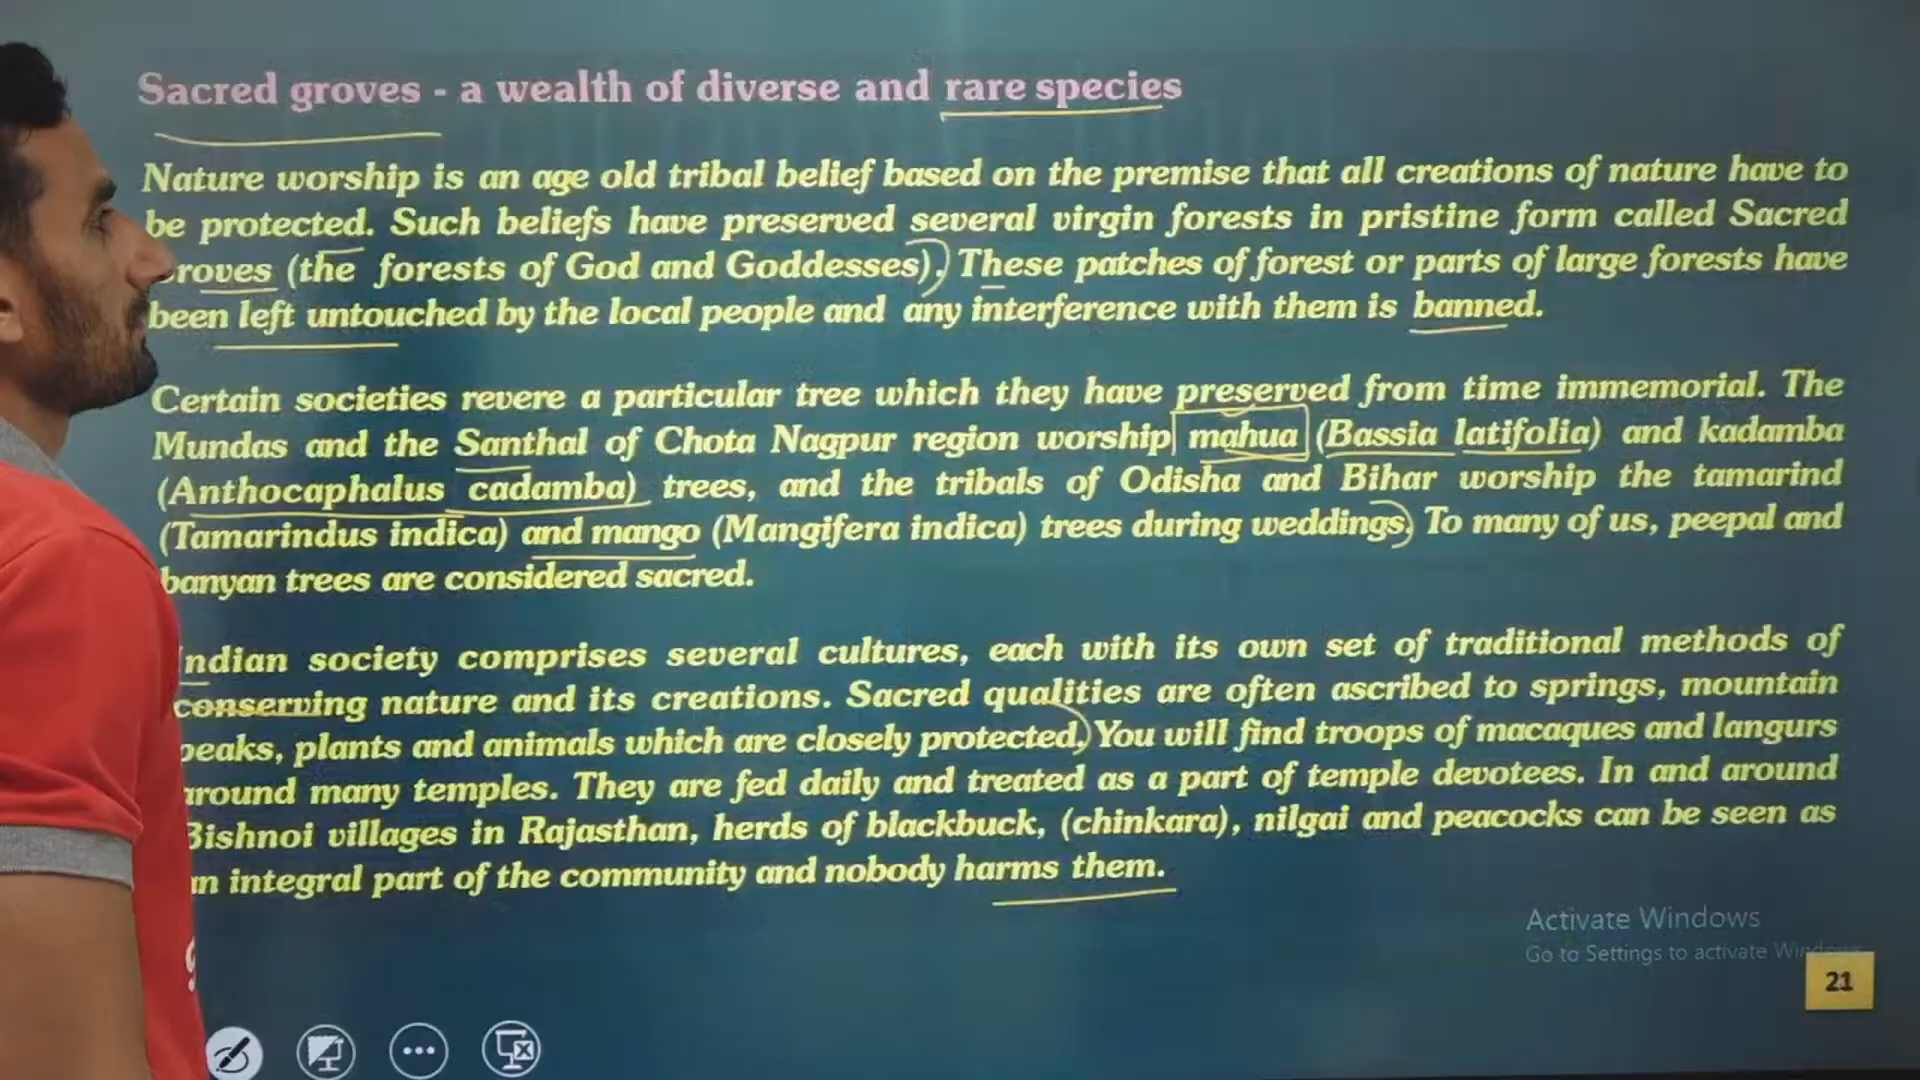 Sacred groves - a wealth of diverse and rare species
Nature worship is an age old tribal belief based on the premise that all creations of nature have to
be protected. Such beliefs have preserved several virgin forests in pristine form called Sacred
roves (the forests of God and Goddesses). These patches of forest or parts of large forests have
been left untouched by the local people and any interference with them is banned.
Certain societies revere a particular tree which they have preserved from time immemorial. The
Mundas and the Santhal of Chota Nagpur region worship mahua (Bassia latifolia) and kadamba
(Anthocaphalus cadamba) trees, and the tribals of Odisha and Bihar worship the tamarind
(Tamarindus indica) and mango (Mangifera indica) trees during weddings. To many of us, peepal and
banyan trees are considered sacred.
Indian society comprises several cultures, each with its own set of traditional methods of
conserving nature and its creations. Sacred qualities are often ascribed to springs, mountain
peaks, plants and animals which are closely protected. You will find troops of macaques and langurs
around many temples. They are fed daily and treated as a part of temple devotees. In and around
Bishnoi villages in Rajasthan, herds of blackbuck, (chinkara), nilgai and peacocks can be seen as
an integral part of the community and nobody harms them.
Activate Windows
Go to Settings to activate Windows
21